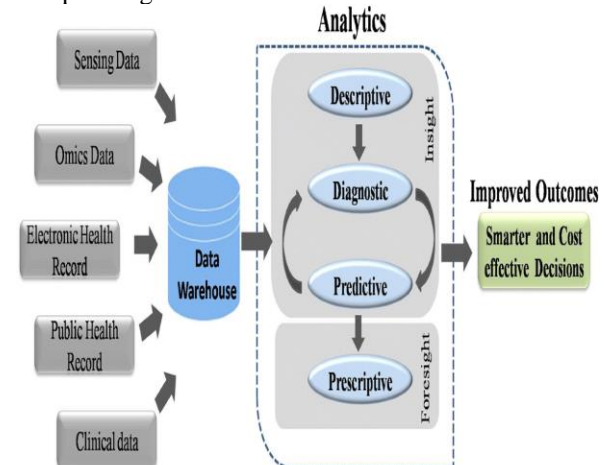 Analytics
Sensing Data
Omics Data
Electronic Health
Record
Public Health
Record
Clinical data
Data
Warehouse
Descriptive
Diagnostic
Predictive
Insight
Prescriptive
Foresight
Improved Outcomes
Smarter and Cost
effective Decisions